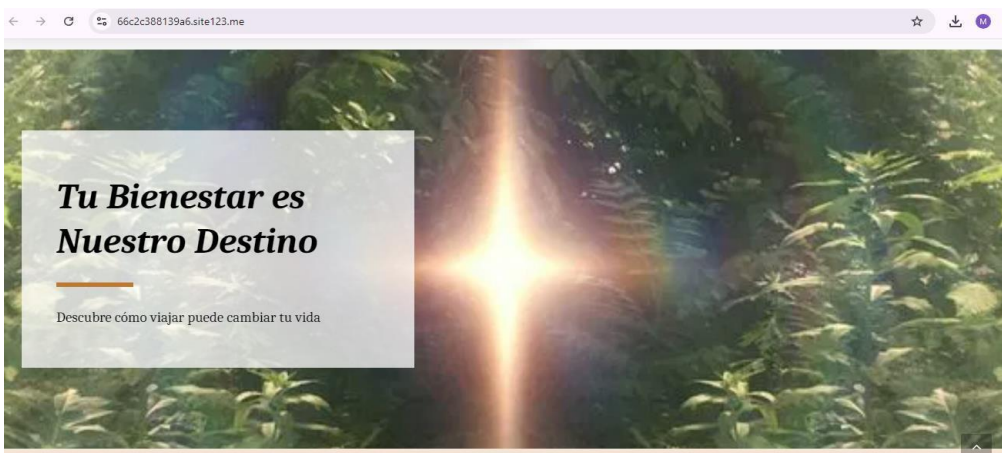 66c2c388139a6.site123.me
M
Tu Bienestar es
Nuestro Destino
Descubre cómo viajar puede cambiar tu vida